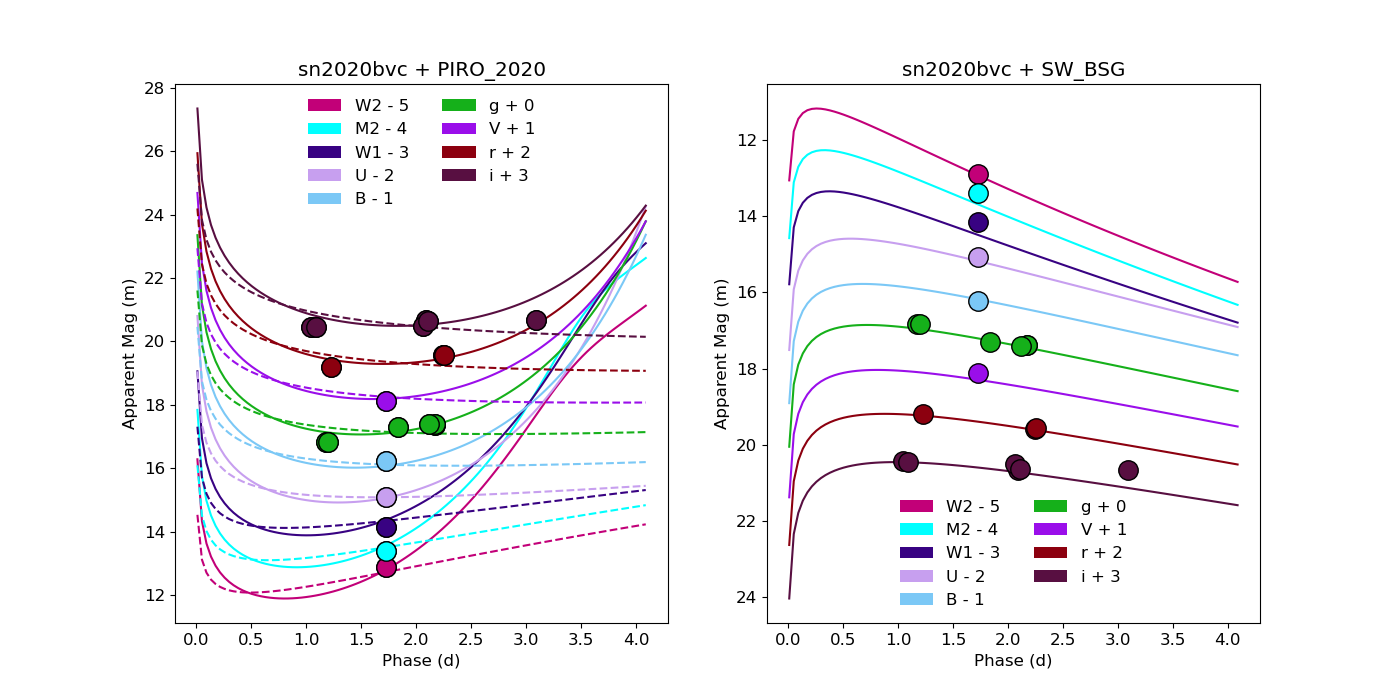 sn2020bvc + PIRO_2020
28
26
24
22
20
18
16
14
12
Apparent Mag (m)
W2 - 5
M2 - 4
W1 - 3
U - 2
B - 1
g + 0
V + 1
r + 2
i + 3
0.0 0.5 1.0 1.5 2.0 2.5 3.0 3.5 4.0
Phase (d)
sn2020bvc + SW_BSG
12
14
16
18
20
22
24
Apparent Mag (m)
W2 - 5
M2 - 4
W1 - 3
U - 2
B - 1
g + 0
V + 1
r + 2
i + 3
0.0 0.5 1.0 1.5 2.0 2.5 3.0 3.5 4.0
Phase (d)